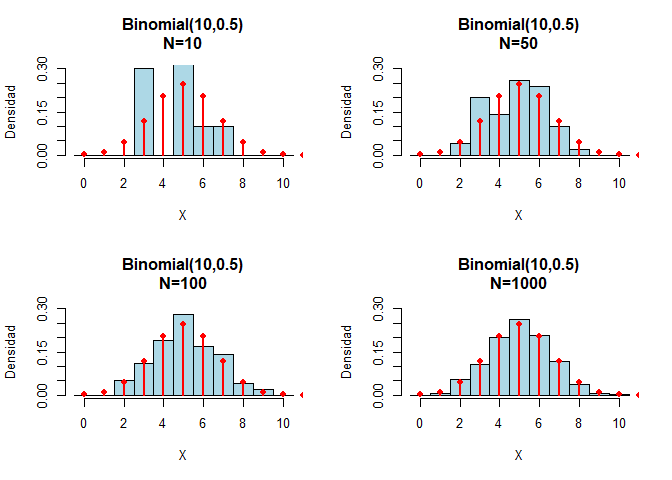 Binomial(10,0.5)
N=10
Densidad
0.00 0.15 0.30
0 2 4 6 8 10
X
Binomial(10,0.5)
N=50
Densidad
0.00 0.15 0.30
0 2 4 6 8 10
X
Binomial(10,0.5)
N=100
Densidad
0.00 0.15 0.30
0 2 4 6 8 10
X
Binomial(10,0.5)
N=1000
Densidad
0.00 0.15 0.30
0 2 4 6 8 10
X